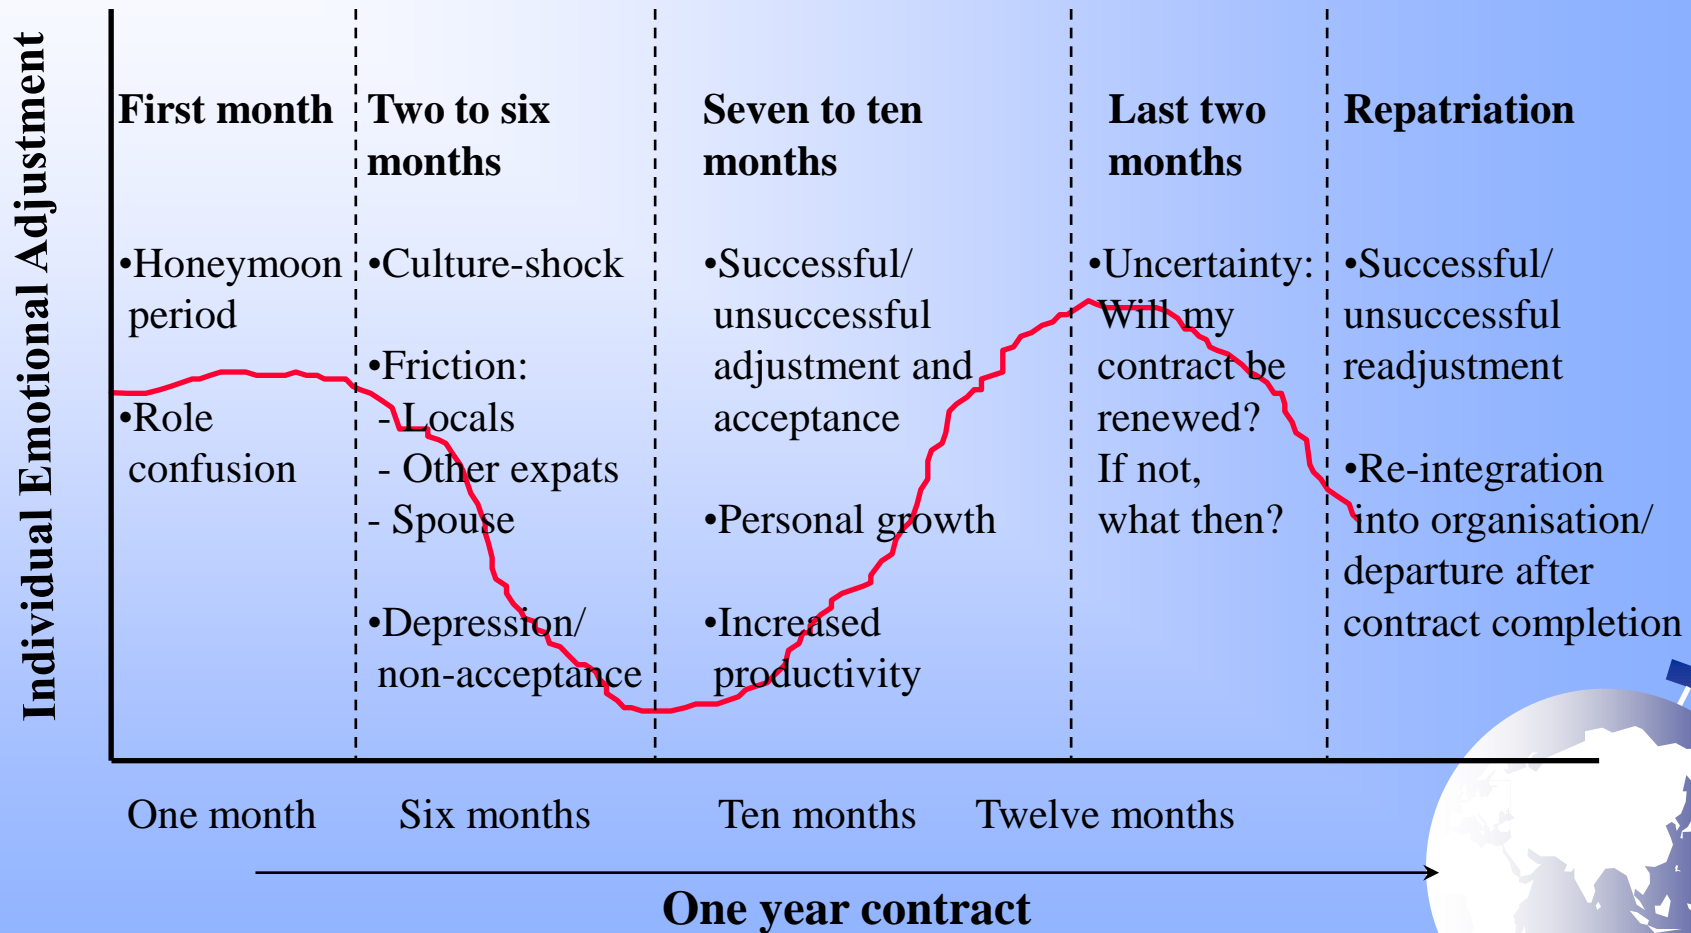 Individual Emotional Adjustment
First month
•Honeymoon
period
•Role
confusion
Two to six
months
•Culture-shock
•Friction:
- Locals
- Other expats
- Spouse
•Depression/
non-acceptance
Seven to ten
months
•Successful/
unsuccessful
adjustment and
acceptance
•Personal growth
•Increased
productivity
Last two
months
•Uncertainty:
Will my
contract be
renewed?
If not,
what then?
Repatriation
•Successful/
unsuccessful
readjustment
•Re-integration
into organisation/
departure after
contract completion
One month
Six months
Ten months
Twelve months
One year contract